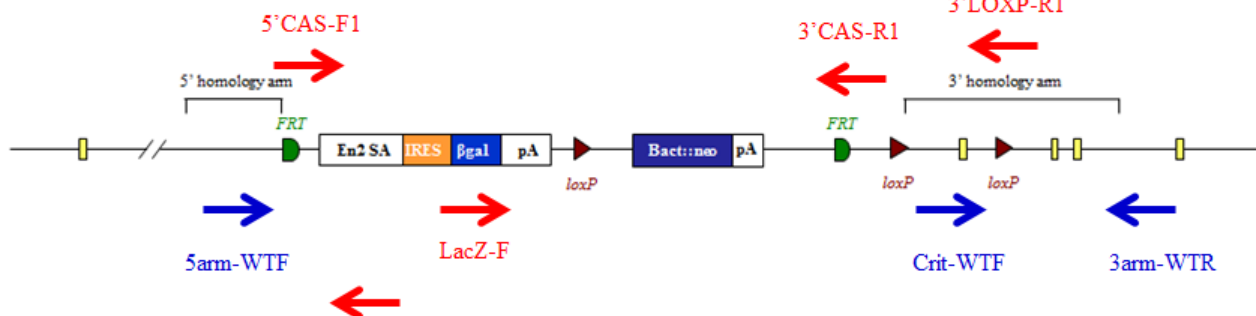 3'LOXP-R1
5'CAS-F1
3'CAS-R1
5' homology arm
3' homology arm
FRT
FRT
En2 SA
IRES
βgal
pA
Bact::neo
pA
loxP
loxP
loxP
5arm-WTF
LacZ-F
Crit-WTF
3arm-WTR